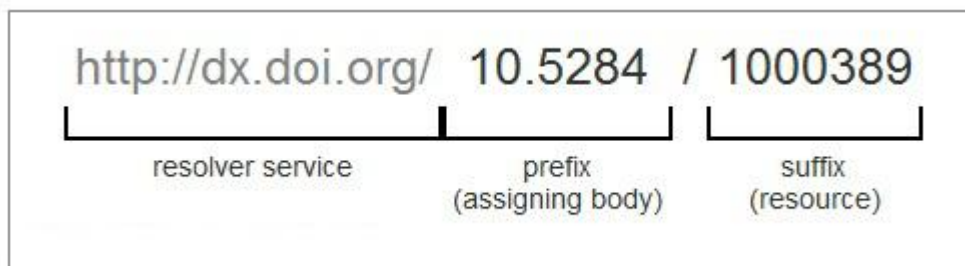 http://dx.doi.org/ 10.5284 / 1000389
resolver service prefix suffix
(assigning body) (resource)